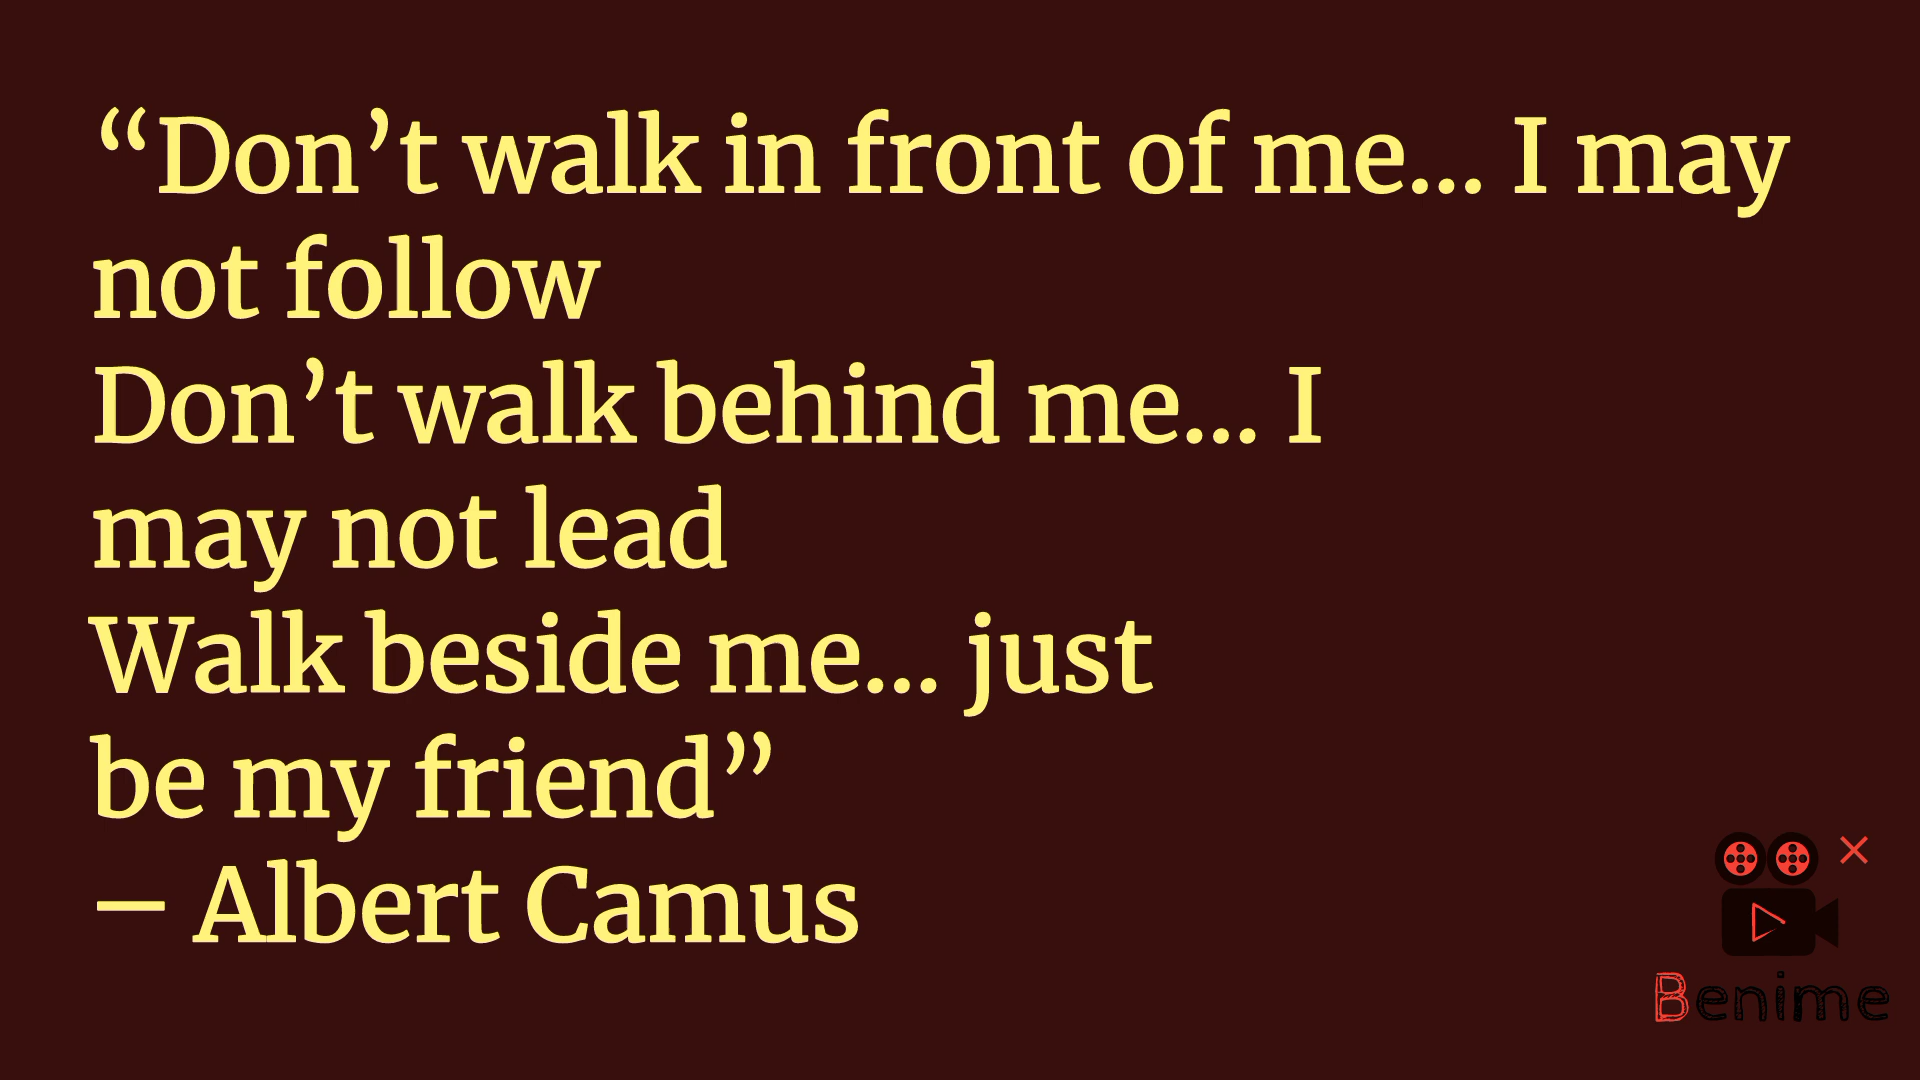 “Don’t walk in front of me... I may
not follow
Don’t walk behind me... I
may not lead
Walk beside me... just
be my friend”
— Albert Camus
Benime